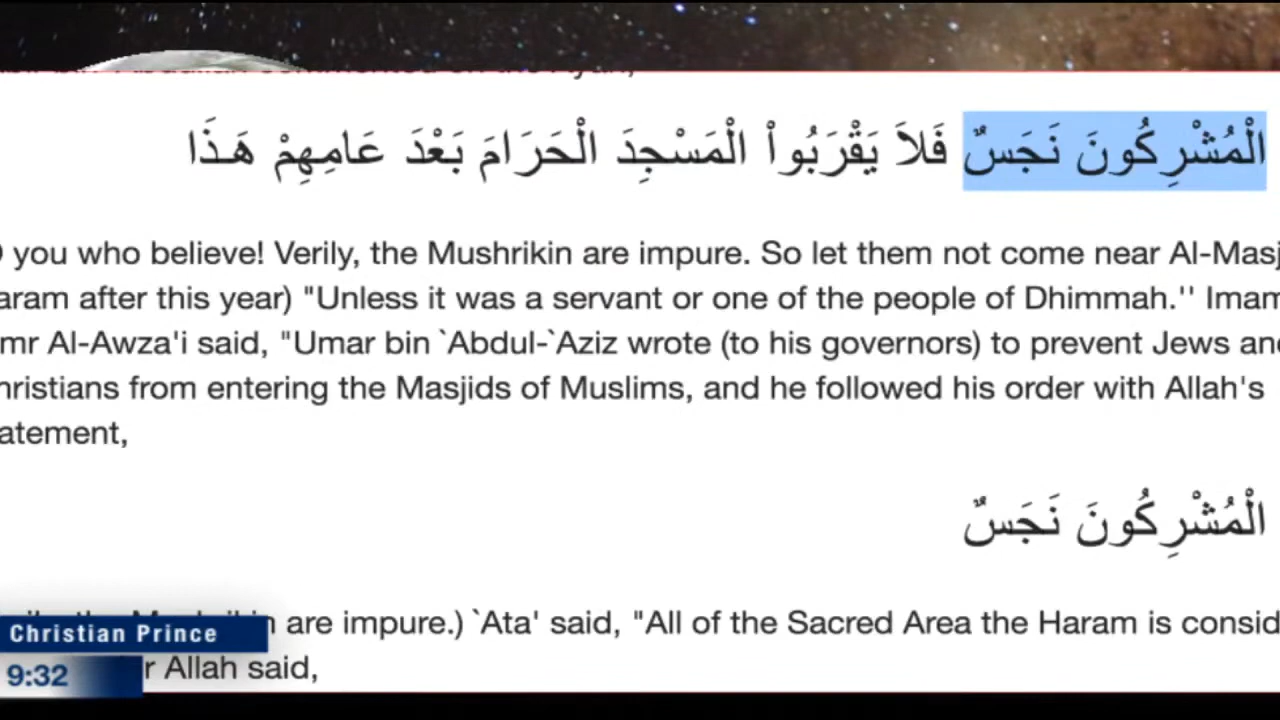 الْمُشْرِكُونَ نَجَسٌ فَلاَ يَقْرَبُواْ الْمَسْجِدَ الْحَرَامَ بَعْدَ عَامِهِمْ هَـذَا
you who believe! Verily, the Mushrikin are impure. So let them not come near Al-Masj
aram after this year) "Unless it was a servant or one of the people of Dhimmah.'' Imam
mr Al-Awza'i said, "Umar bin `Abdul-`Aziz wrote (to his governors) to prevent Jews and
hristians from entering the Masjids of Muslims, and he followed his order with Allah's
atement,
الْمُشْرِكُونَ نَجَسٌ
are impure.) `Ata' said, "All of the Sacred Area the Haram is consid
Christian Prince
r Allah said,
9:32